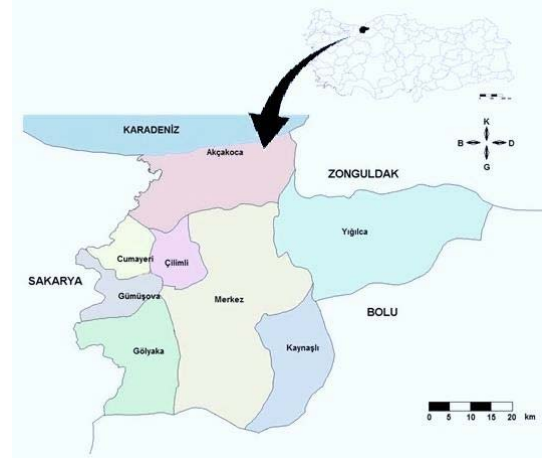 KARADENİZ
Akçakoca
K
B D
G
ZONGULDAK
Yığılca
Cumayeri
Çilimli
SAKARYA
Gümüşova
Merkez
BOLU
Gölyaka
Kaynaşlı
0 5 10 15 20 km